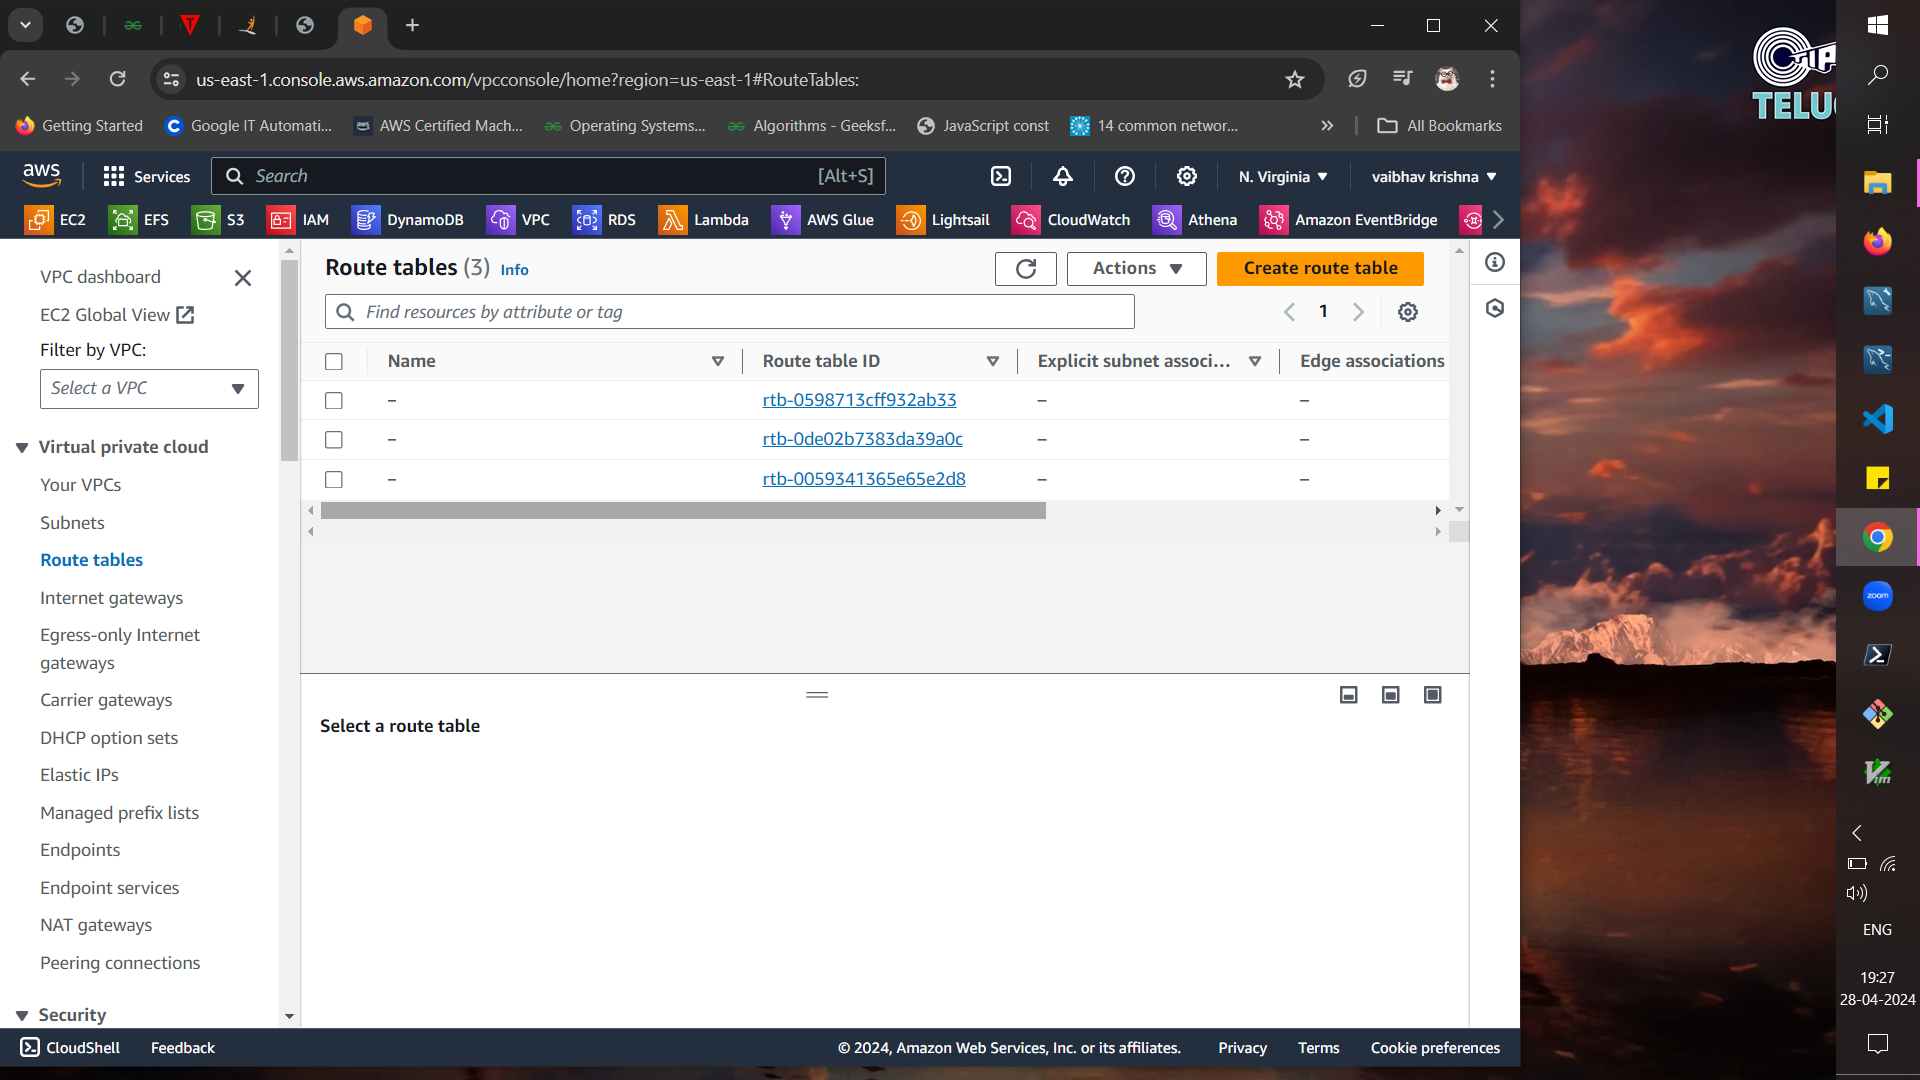 us-east-1.console.aws.amazon.com/vpcconsole/home?region=us-east-1#RouteTables:
Getting Started
Google IT Automati...
AWS Certified Mach...
Operating Systems...
Algorithms - Geeksf...
JavaScript const
14 common networ...
All Bookmarks
aws
Services
Search
[Alt+S]
N. Virginia
vaibhav krishna
EC2
EFS
S3
IAM
DynamoDB
VPC
RDS
Lambda
AWS Glue
Lightsail
CloudWatch
Athena
Amazon EventBridge
VPC dashboard
EC2 Global View
Filter by VPC:
Select a VPC
Virtual private cloud
Your VPCs
Subnets
Route tables
Internet gateways
Egress-only Internet
gateways
Carrier gateways
DHCP option sets
Elastic IPs
Managed prefix lists
Endpoints
Endpoint services
NAT gateways
Peering connections
Security
Route tables (3) Info
Actions
Create route table
Find resources by attribute or tag
1
Name
Route table ID
Explicit subnet associ...
Edge associations
– rtb-0598713cff932ab33 – –
– rtb-0de02b7383da39a0c – –
– rtb-0059341365e65e2d8 – –
Select a route table
CloudShell
Feedback
© 2024, Amazon Web Services, Inc. or its affiliates.
Privacy
Terms
Cookie preferences
zoom
ENG
19:27
28-04-2024